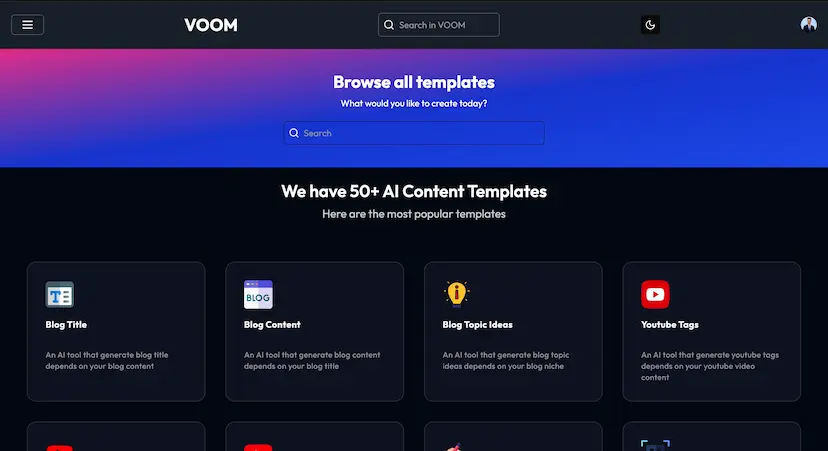 VOOM
Search in VOOM
Browse all templates
What would you like to create today?
Search
We have 50+ AI Content Templates
Here are the most popular templates
T
BLOG
Blog Title
Blog Content
Blog Topic Ideas
Youtube Tags
An AI tool that generate blog title
depends on your blog content
An AI tool that generate blog content
depends on your blog title
An AI tool that generate blog topic
ideas depends on your blog niche
An AI tool that generate youtube tags
depends on your youtube video
content